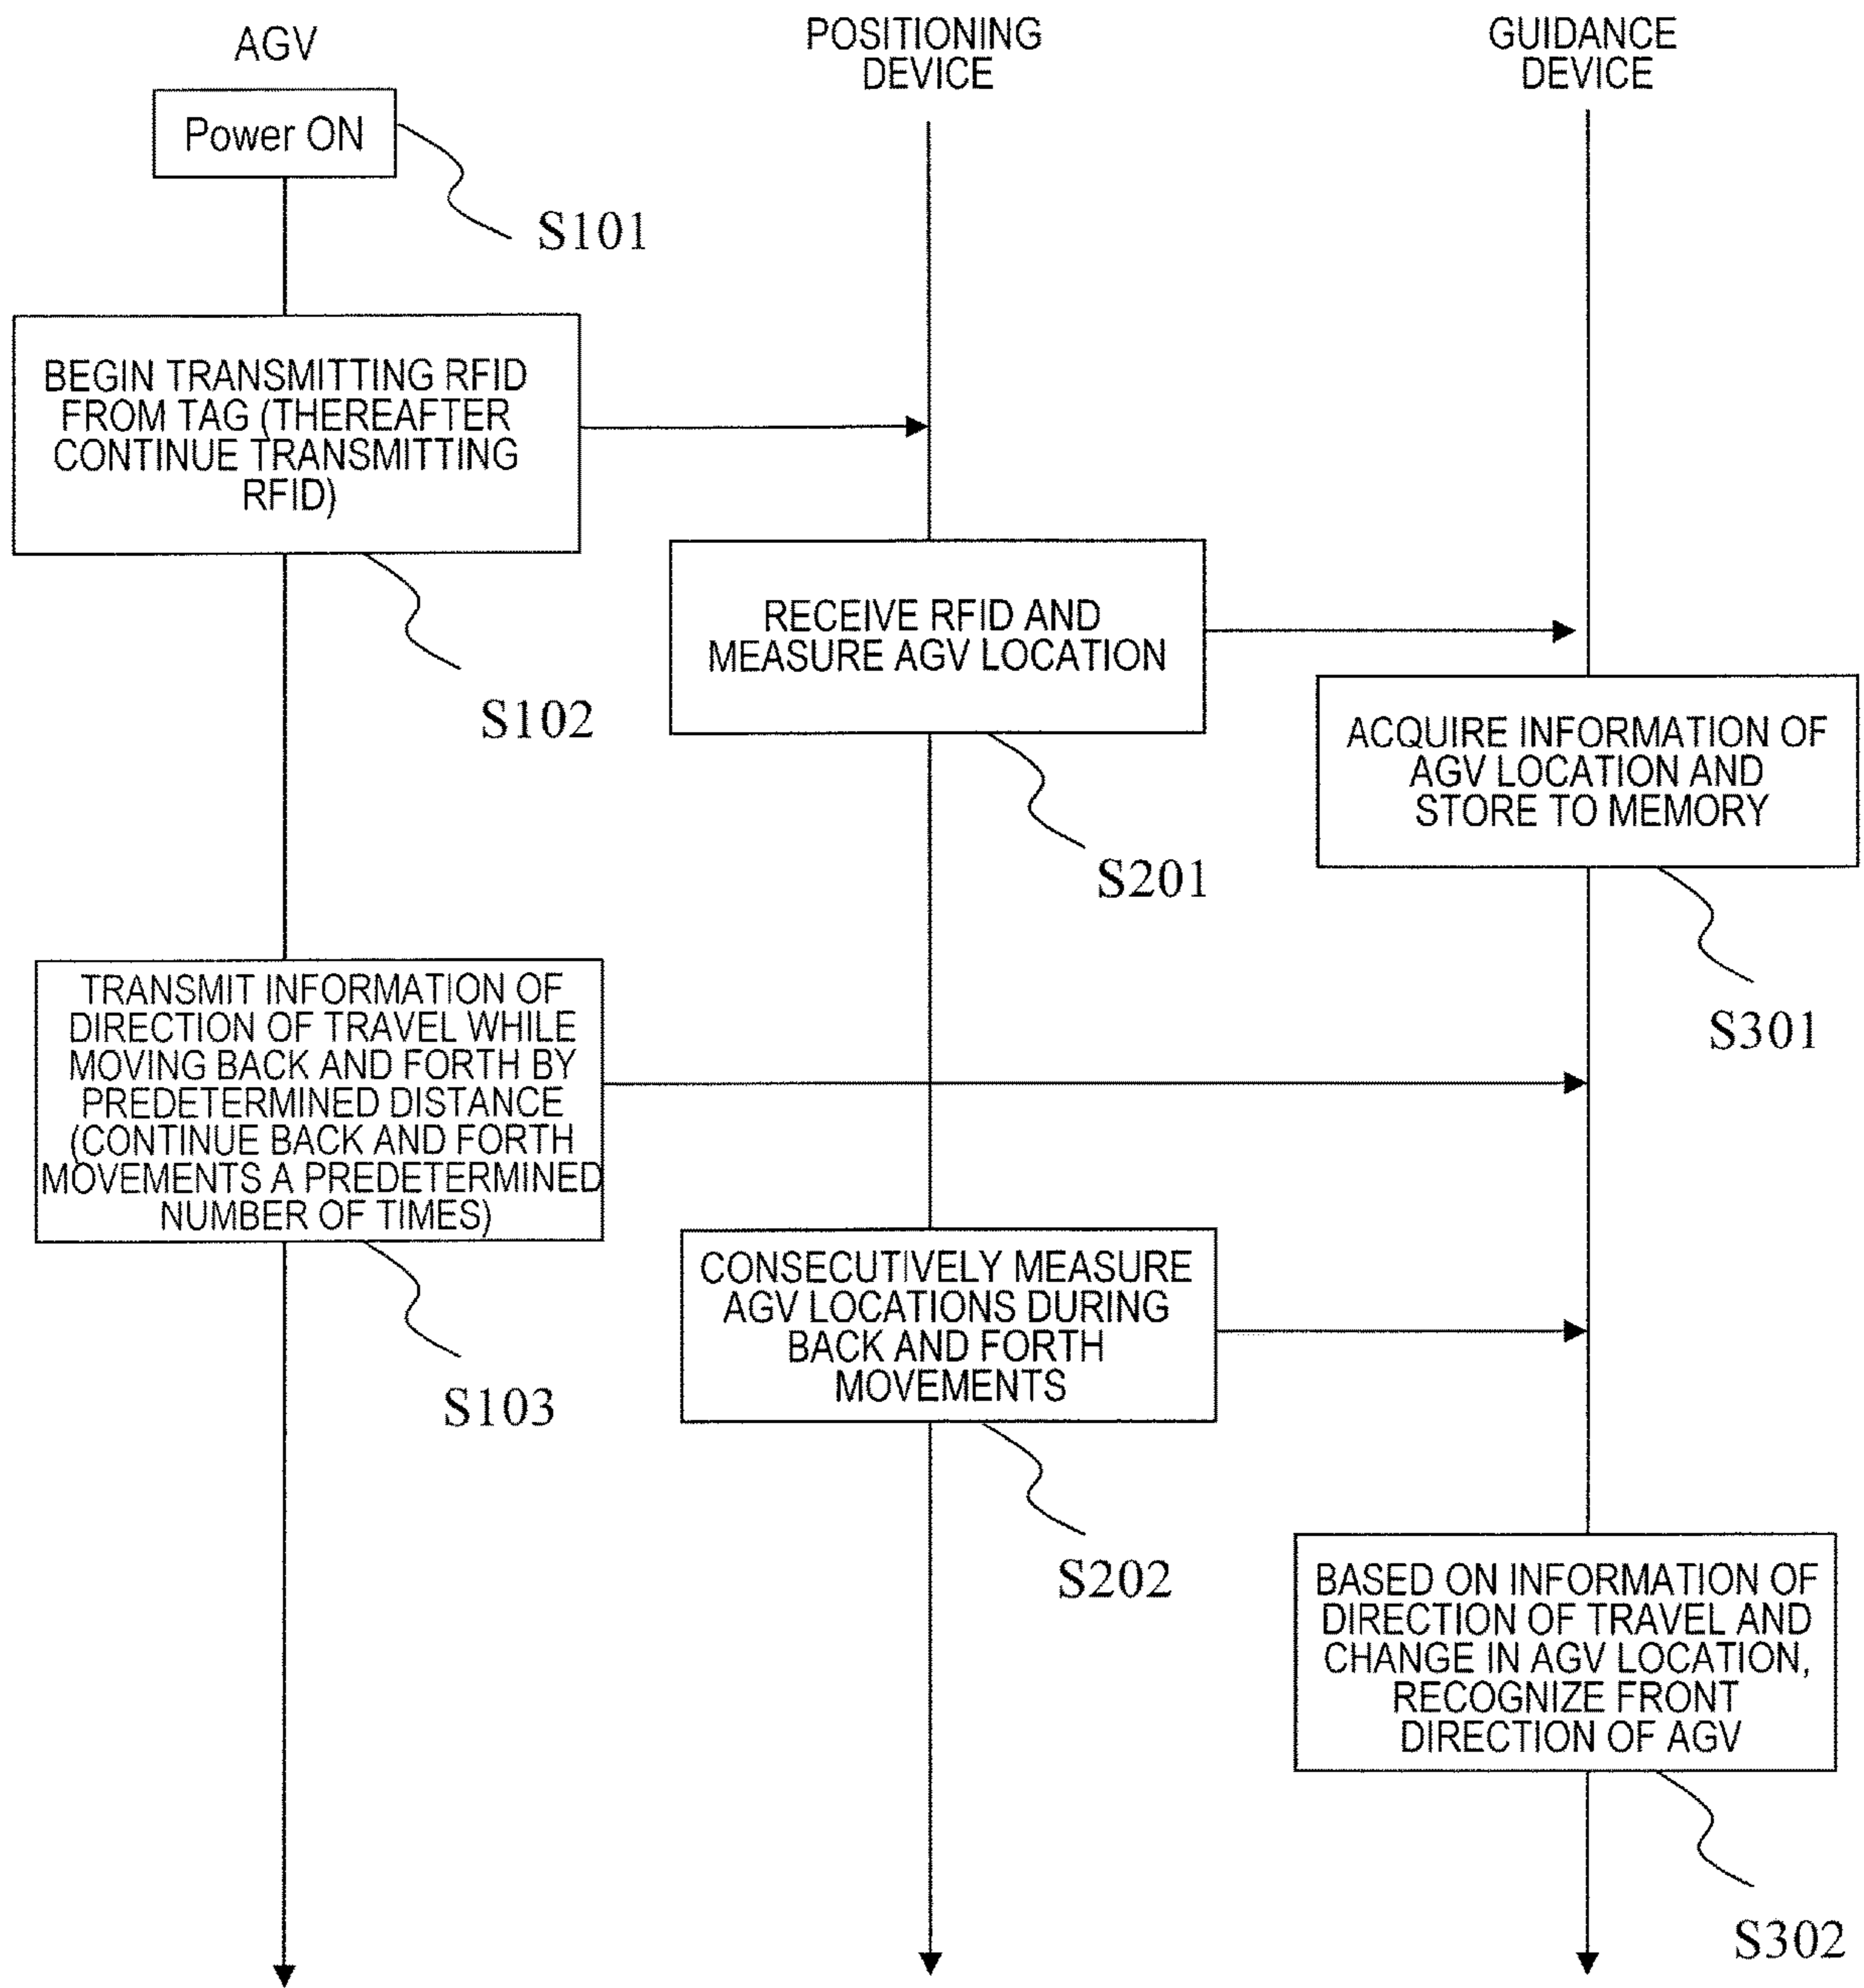 AGV
POSITIONING
DEVICE
GUIDANCE
DEVICE
Power ON
S101
BEGIN TRANSMITTING RFID
FROM TAG (THEREAFTER
CONTINUE TRANSMITTING
RFID)
S102
RECEIVE RFID AND
MEASURE AGV LOCATION
S201
ACQUIRE INFORMATION OF
AGV LOCATION AND
STORE TO MEMORY
S301
TRANSMIT INFORMATION OF
DIRECTION OF TRAVEL WHILE
MOVING BACK AND FORTH BY
PREDETERMINED DISTANCE
(CONTINUE BACK AND FORTH
MOVEMENTS A PREDETERMINED
NUMBER OF TIMES)
S103
CONSECUTIVELY MEASURE
AGV LOCATIONS DURING
BACK AND FORTH
MOVEMENTS
S202
BASED ON INFORMATION OF
DIRECTION OF TRAVEL AND
CHANGE IN AGV LOCATION,
RECOGNIZE FRONT
DIRECTION OF AGV
S302